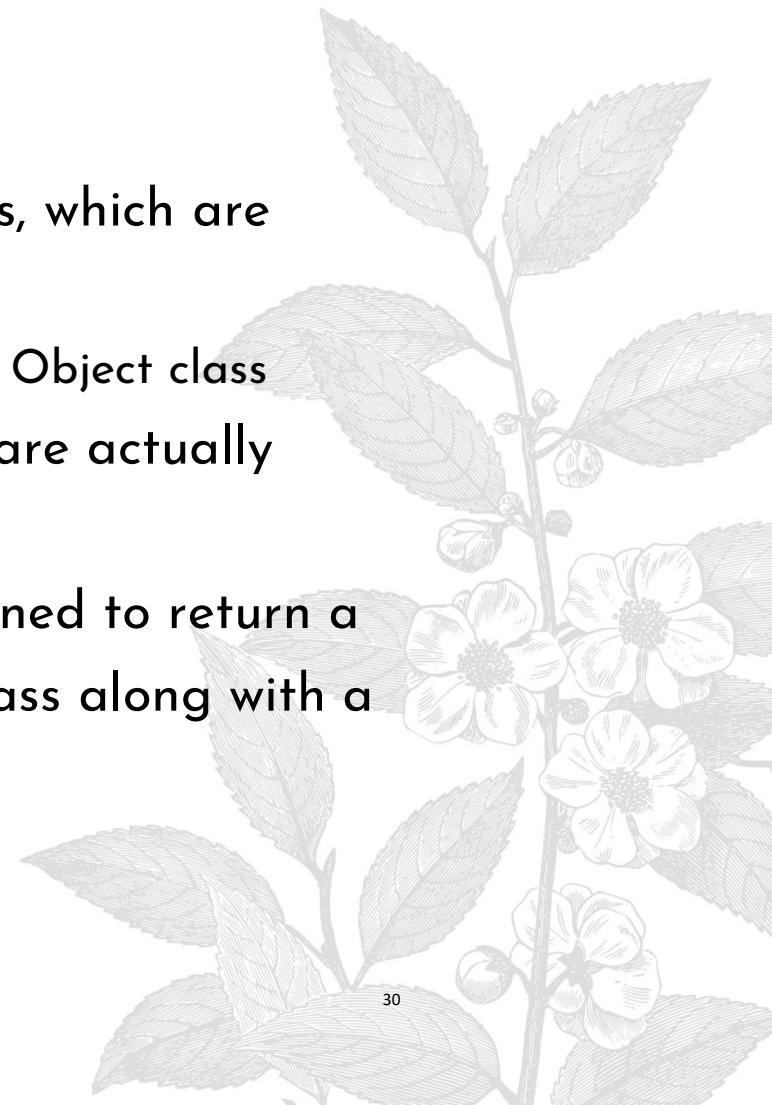 s, which are
Object class
are actually
ned to return a
ass along with a
30